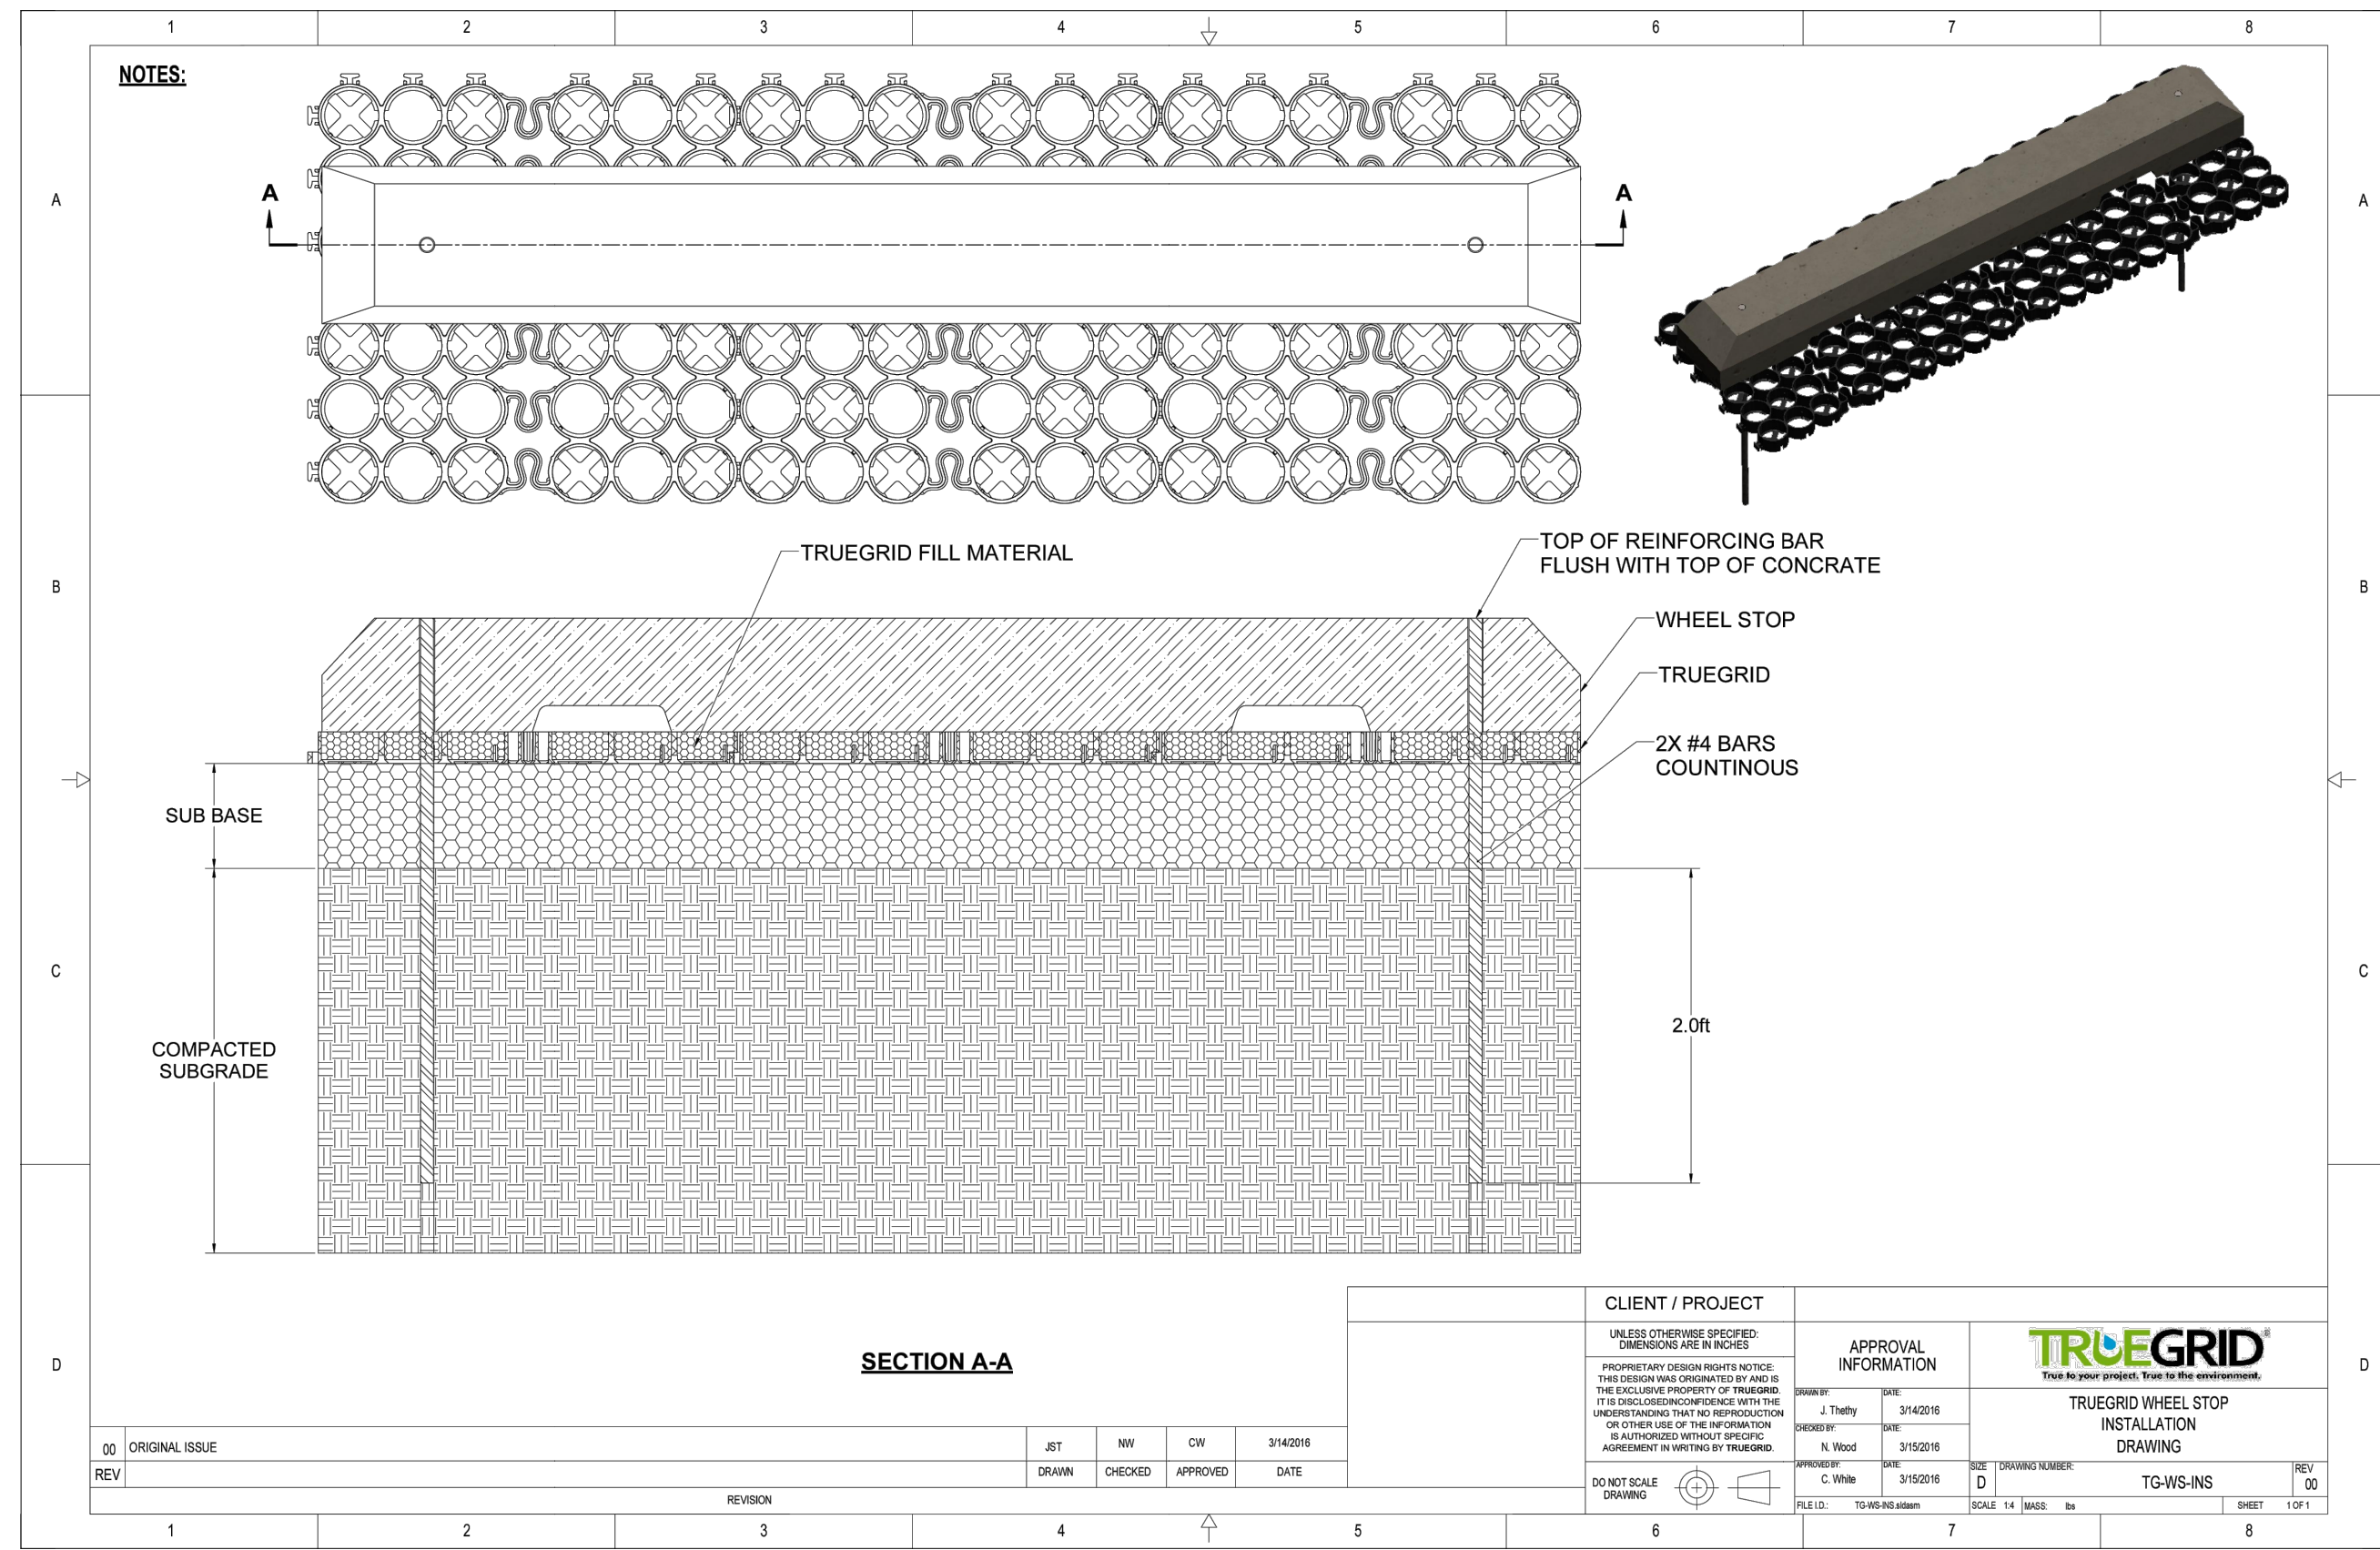 1 2 3 4 5 6 7 8
NOTES:
A A
A A
TRUEGRID FILL MATERIAL
TOP OF REINFORCING BAR
FLUSH WITH TOP OF CONCRETE
B B
WHEEL STOP
TRUEGRID
2X #4 BARS
COUNTINOUS
SUB BASE
C C
2.0ft
COMPACTED
SUBGRADE
SECTION A-A
D D
CLIENT / PROJECT
UNLESS OTHERWISE SPECIFIED:
DIMENSIONS ARE IN INCHES
PROPRIETARY DESIGN RIGHTS NOTICE:
THIS DESIGN WAS ORIGINATED BY AND IS
THE EXCLUSIVE PROPERTY OF TRUEGRID.
IT IS DISCLOSEDINCONFIDENCE WITH THE
UNDERSTANDING THAT NO REPRODUCTION
OR OTHER USE OF THE INFORMATION
IS AUTHORIZED WITHOUT SPECIFIC
AGREEMENT IN WRITING BY TRUEGRID.
DO NOT SCALE
DRAWING
APPROVAL
INFORMATION
DRAWN BY: DATE:
J. Thethy 3/14/2016
CHECKED BY: DATE:
N. Wood 3/15/2016
APPROVED BY: DATE:
C. White 3/15/2016
FILE I.D.: TG-WS-INS.sldasm
TRUEGRID®
True to your project. True to the environment.
TRUEGRID WHEEL STOP
INSTALLATION
DRAWING
SIZE DRAWING NUMBER: REV
D TG-WS-INS 00
SCALE 1:4 MASS: lbs SHEET 1 OF 1
00 ORIGINAL ISSUE JST NW CW 3/14/2016
REV DRAWN CHECKED APPROVED DATE
REVISION
1 2 3 4 5 6 7 8